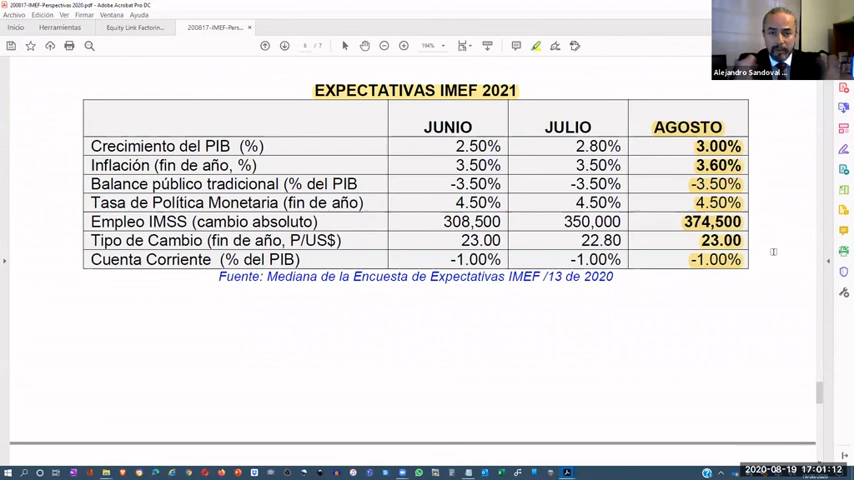 200817-IMEF-Perspectivas 2020.pdf - Adobe Acrobat Pro DC
Archivo Edición Ver Firmar Ventana Ayuda
Inicio Herramientas Equity Link Factorin... 200817-IMEF-Pers... ×
/ 7 194%
Alejandro Sandoval ...
EXPECTATIVAS IMEF 2021
JUNIO JULIO AGOSTO
Crecimiento del PIB (%) 2.50% 2.80% 3.00%
Inflación (fin de año, %) 3.50% 3.50% 3.60%
Balance público tradicional (% del PIB -3.50% -3.50% -3.50%
Tasa de Política Monetaria (fin de año) 4.50% 4.50% 4.50%
Empleo IMSS (cambio absoluto) 308,500 350,000 374,500
Tipo de Cambio (fin de año, P/US$) 23.00 22.80 23.00
Cuenta Corriente (% del PIB) -1.00% -1.00% -1.00%
Fuente: Mediana de la Encuesta de Expectativas IMEF /13 de 2020
2020-08-19 17:01:12